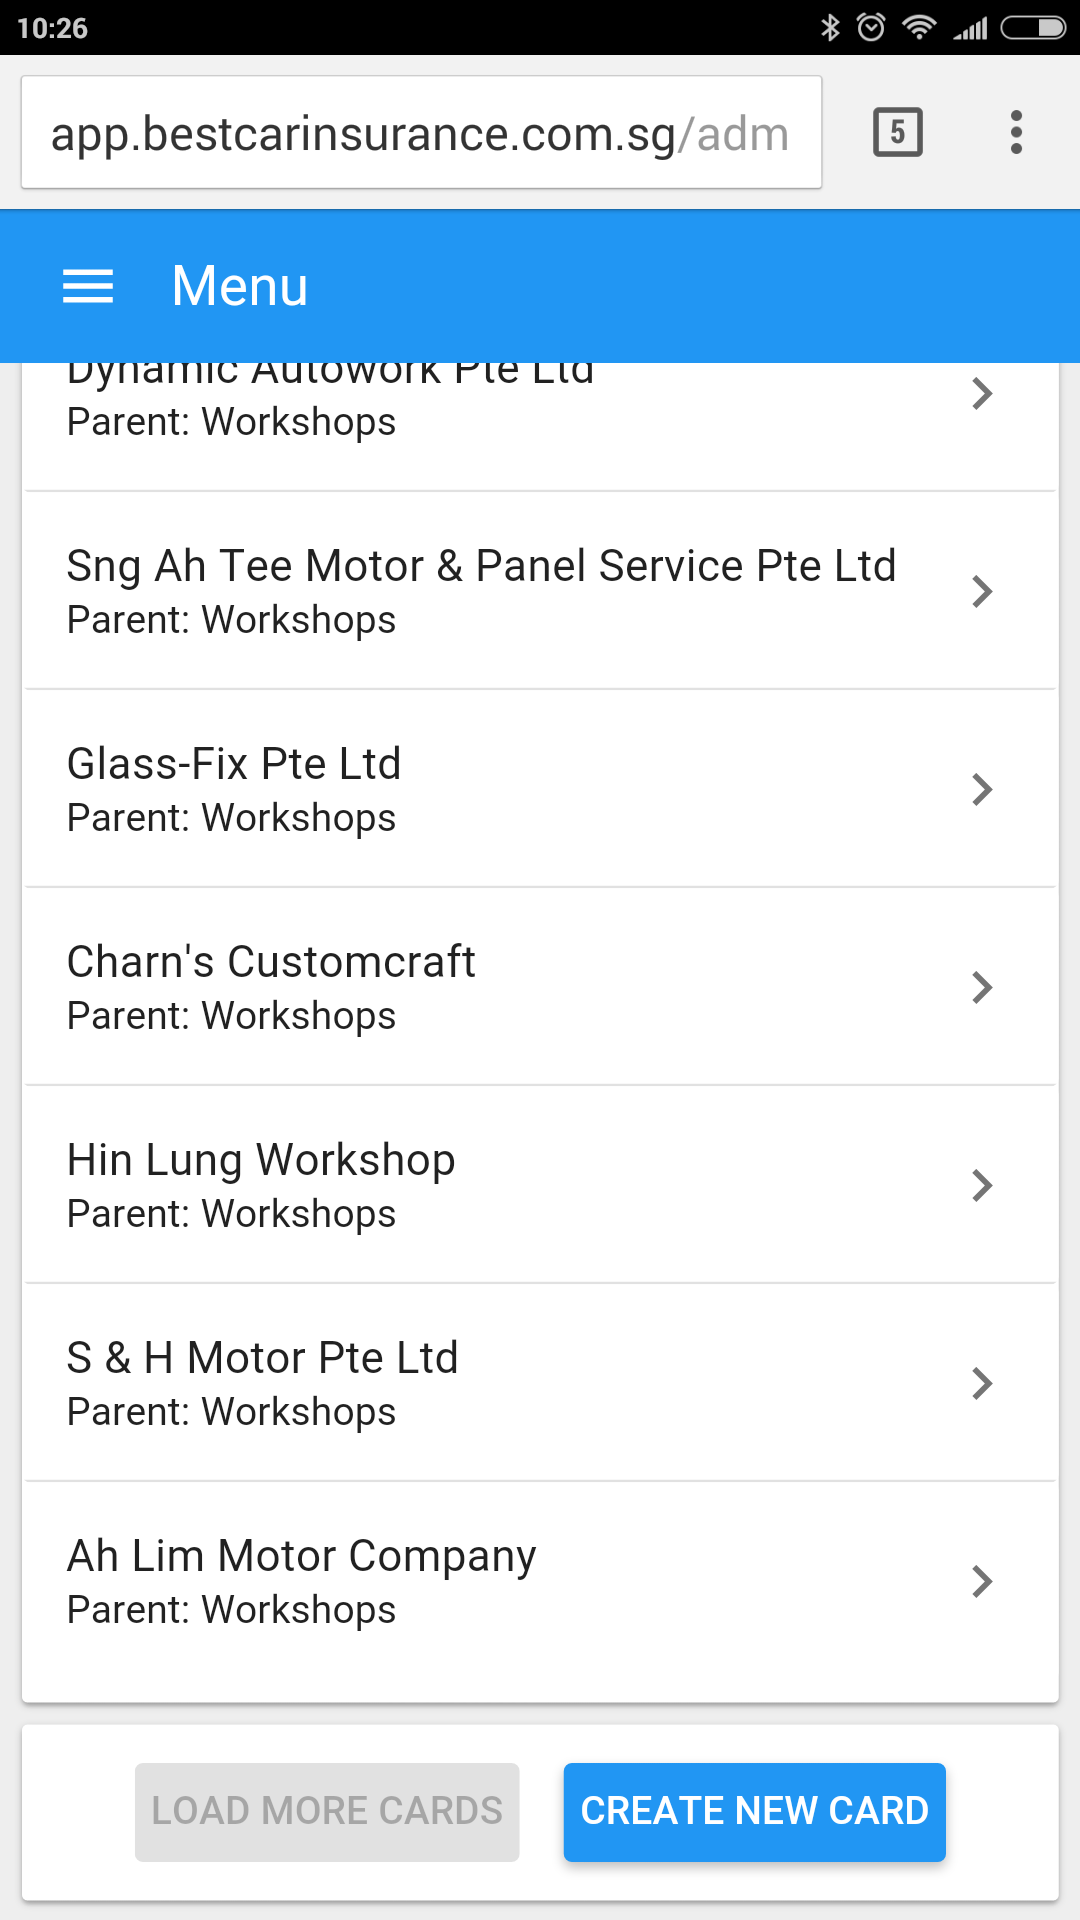 10:26
app.bestcarinsurance.com.sg/adm
5
Menu
Dynamic Autowork Pte Ltd
Parent: Workshops
Sng Ah Tee Motor & Panel Service Pte Ltd
Parent: Workshops
Glass-Fix Pte Ltd
Parent: Workshops
Charn's Customcraft
Parent: Workshops
Hin Lung Workshop
Parent: Workshops
S & H Motor Pte Ltd
Parent: Workshops
Ah Lim Motor Company
Parent: Workshops
LOAD MORE CARDS
CREATE NEW CARD